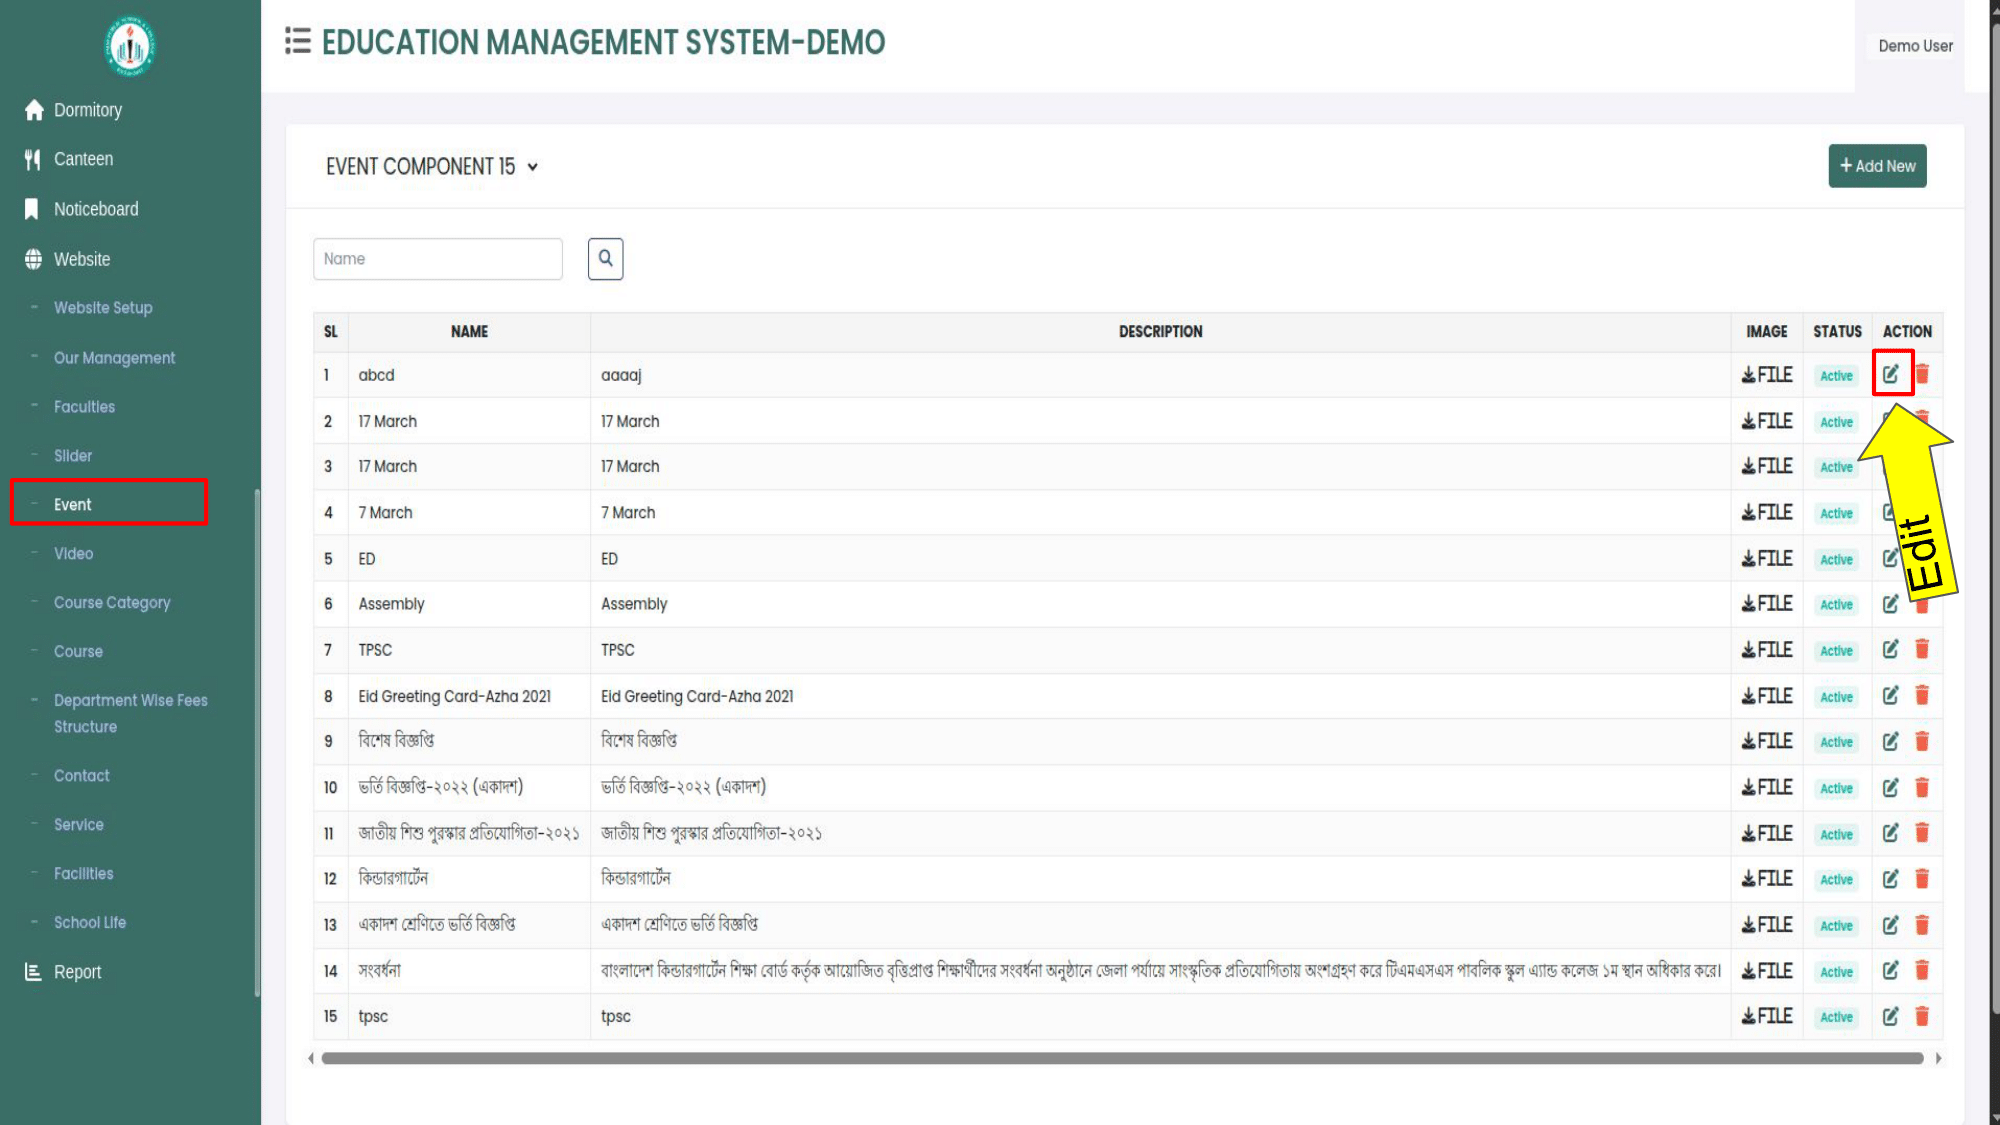 EDUCATION MANAGEMENT SYSTEM-DEMO
Demo User
Dormitory
Canteen
Noticeboard
Website
Website Setup
Our Management
Faculties
Slider
Event
Video
Course Category
Course
Department Wise Fees
Structure
Contact
Service
Facilities
School Life
Report
EVENT COMPONENT 15
+ Add New
Name
SL NAME DESCRIPTION IMAGE STATUS ACTION
1 abcd aaaaj FILE Active
2 17 March 17 March FILE Active
3 17 March 17 March FILE Active
4 7 March 7 March FILE Active
5 ED ED FILE Active
6 Assembly Assembly FILE Active
7 TPSC TPSC FILE Active
8 Eid Greeting Card-Azha 2021 Eid Greeting Card-Azha 2021 FILE Active
9 বিশেষ বিজ্ঞপ্তি বিশেষ বিজ্ঞপ্তি FILE Active
10 ভর্তি বিজ্ঞপ্তি-২০২২ (একাদশ) ভর্তি বিজ্ঞপ্তি-২০২২ (একাদশ) FILE Active
11 জাতীয় শিশু পুরস্কার প্রতিযোগিতা-২০২১ জাতীয় শিশু পুরস্কার প্রতিযোগিতা-২০২১ FILE Active
12 কিন্ডারগার্টেন কিন্ডারগার্টেন FILE Active
13 একাদশ শ্রেণিতে ভর্তি বিজ্ঞপ্তি একাদশ শ্রেণিতে ভর্তি বিজ্ঞপ্তি FILE Active
14 সংবর্ধনা বাংলাদেশ কিন্ডারগার্টেন শিক্ষা বোর্ড কর্তৃক আয়োজিত বৃত্তিপ্রাপ্ত শিক্ষার্থীদের সংবর্ধনা অনুষ্ঠানে জেলা পর্যায়ে সাংস্কৃতিক প্রতিযোগিতায় অংশগ্রহণ করে টিএমএসএস পাবলিক স্কুল এ্যান্ড কলেজ ১ম স্থান অধিকার করে। FILE Active
15 tpsc tpsc FILE Active
Edit